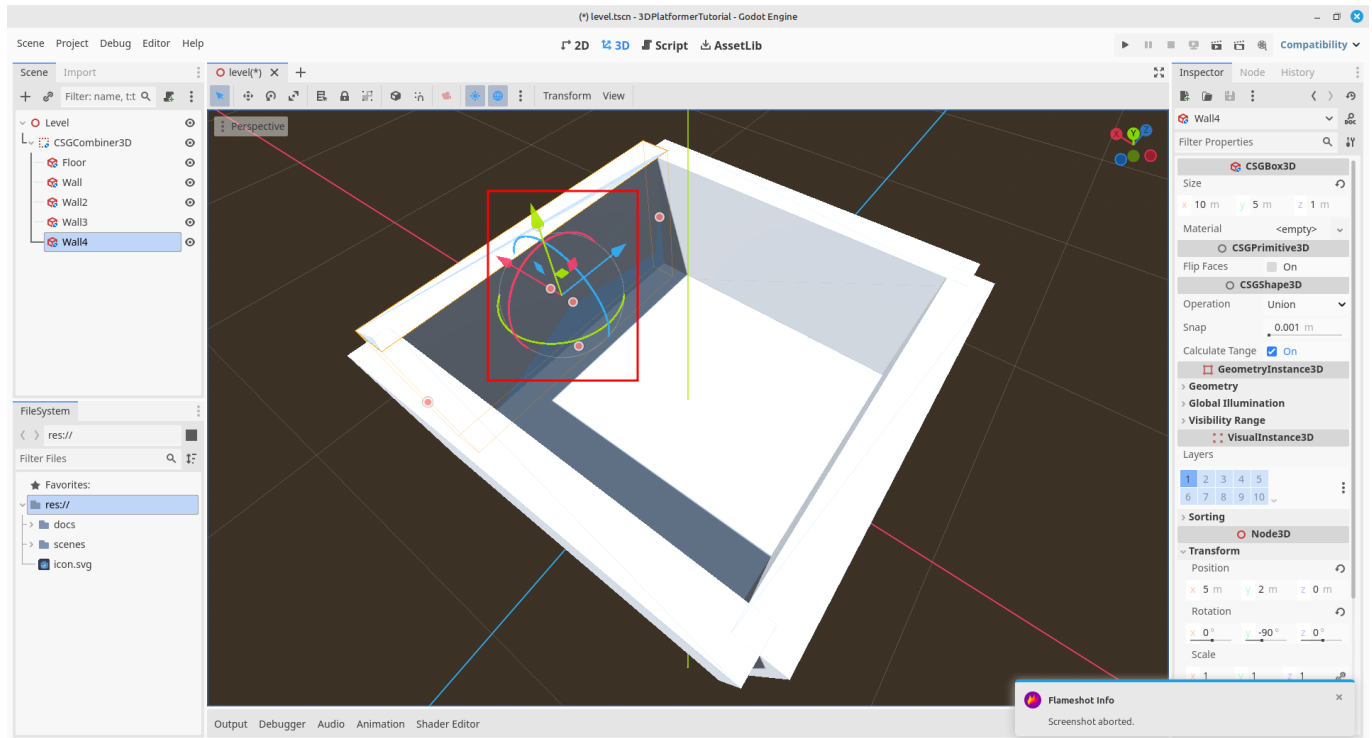 (*) level.tscn - 3DPlatformerTutorial - Godot Engine
Scene Project Debug Editor Help
2D 3D Script AssetLib
Compatibility
Scene Import
Filter: name, t:t
Level
CSGCombiner3D
Floor
Wall
Wall2
Wall3
Wall4
FileSystem
res://
Filter Files
Favorites:
res://
docs
scenes
icon.svg
level(*)
Transform View
Perspective
X Y Z
Output Debugger Audio Animation Shader Editor
Inspector Node History
Wall4
DOC
Filter Properties
CSGBox3D
Size
x 10 m y 5 m z 1 m
Material <empty>
CSGPrimitive3D
Flip Faces On
CSGShape3D
Operation Union
Snap 0.001 m
Calculate Tange On
GeometryInstance3D
Geometry
Global Illumination
Visibility Range
VisualInstance3D
Layers
1 2 3 4 5
6 7 8 9 10
Sorting
Node3D
Transform
Position
x 5 m y 2 m z 0 m
Rotation
x 0° y -90° z 0°
Scale
x 1 y 1 z 1
Flameshot Info
Screenshot aborted.